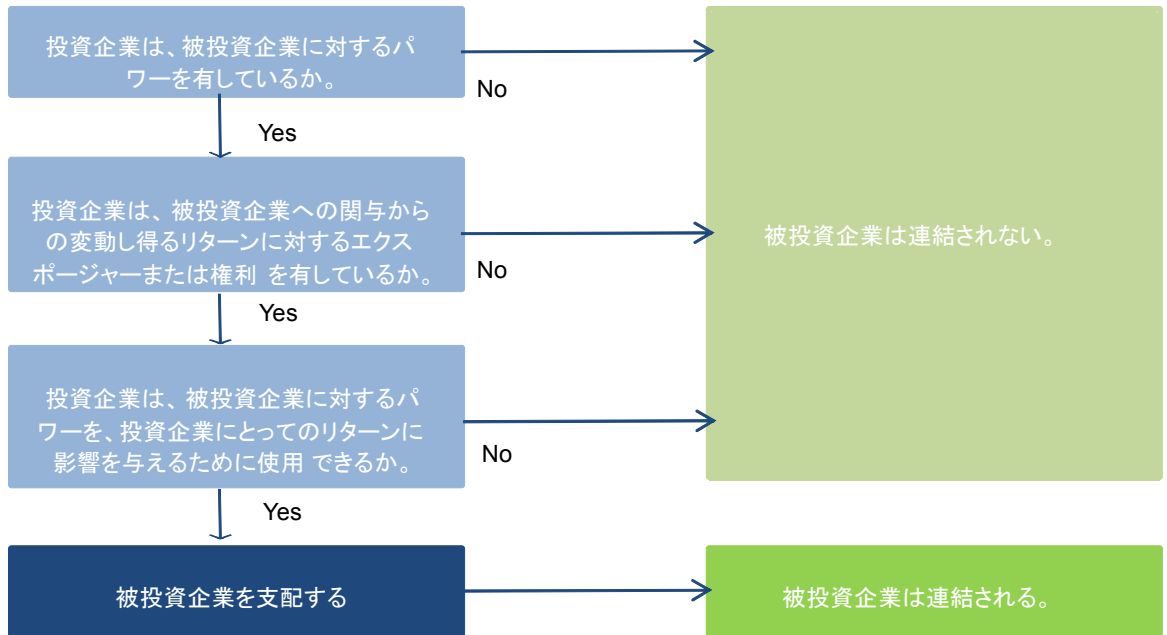 投資企業は、被投資企業に対するパ
ワーを有しているか。
No
Yes
投資企業は、被投資企業への関与から
の変動し得るリターンに対するエクス
ポージャーまたは権利 を有しているか。
被投資企業は連結されない。
No
Yes
投資企業は、被投資企業に対するパ
ワーを、投資企業にとってのリターンに
影響を与えるために使用 できるか。
No
Yes
被投資企業を支配する
被投資企業は連結される。